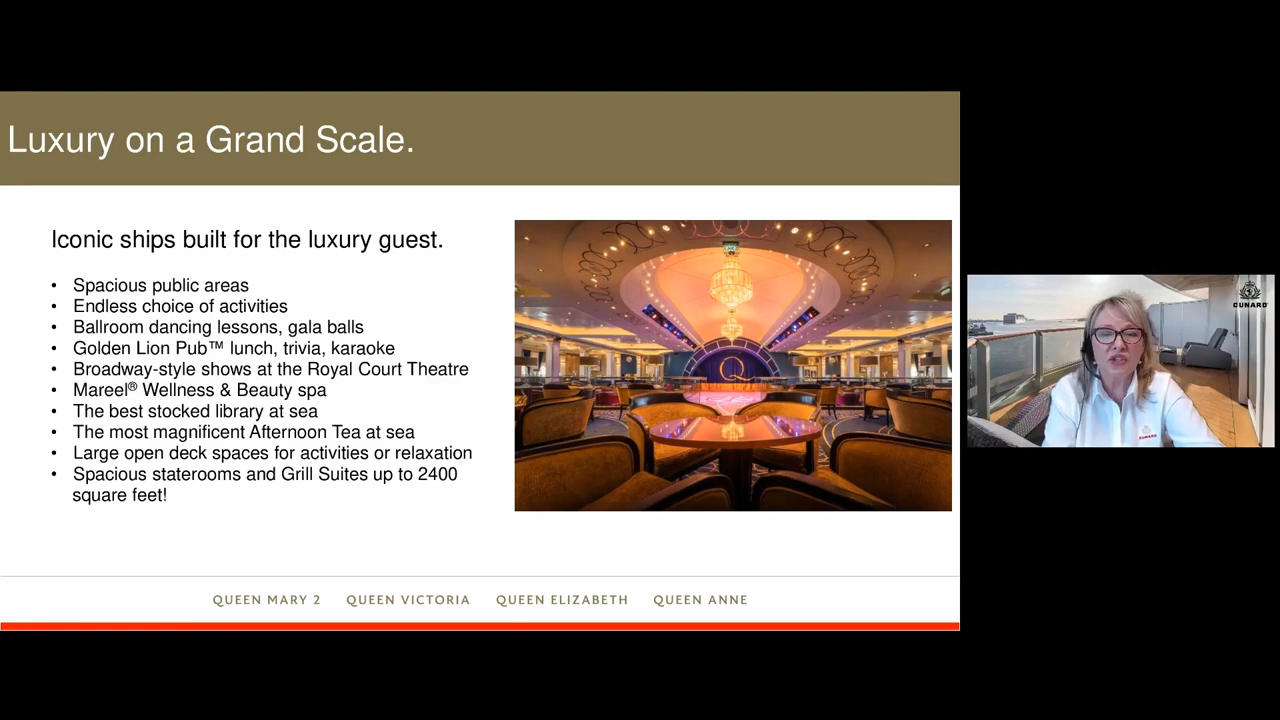 Luxury on a Grand Scale.
Iconic ships built for the luxury guest.
• Spacious public areas
• Endless choice of activities
• Ballroom dancing lessons, gala balls
• Golden Lion Pub™ lunch, trivia, karaoke
• Broadway-style shows at the Royal Court Theatre
• Mareel® Wellness & Beauty spa
• The best stocked library at sea
• The most magnificent Afternoon Tea at sea
• Large open deck spaces for activities or relaxation
• Spacious staterooms and Grill Suites up to 2400
square feet!
Q
QUEEN MARY 2 QUEEN VICTORIA QUEEN ELIZABETH QUEEN ANNE
CUNARD
CUNARD